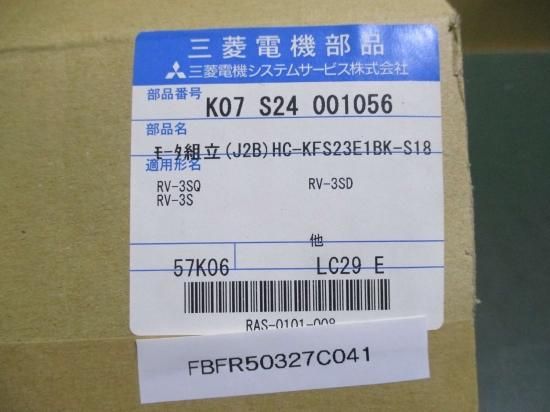 三菱電機部品
三菱電機システムサービス株式会社
部品番号 K07 S24 001056
部品名
ﾓｰﾀ組立(J2B)HC-KFS23E1BK-S18
適用形名
RV-3SQ RV-3SD
RV-3S
他
57K06 LC29 E
RAS-0101-008
FBFR50327C041